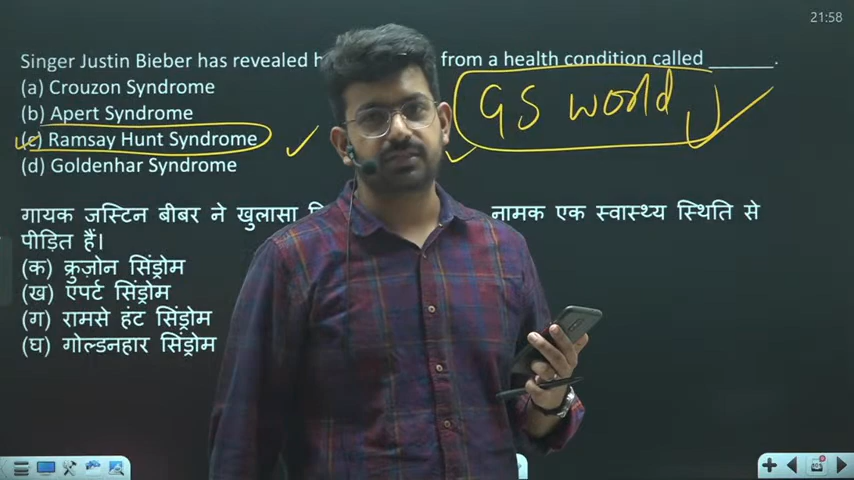 21:58
Singer Justin Bieber has revealed h from a health condition called ______.
(a) Crouzon Syndrome
(b) Apert Syndrome
(c) Ramsay Hunt Syndrome
(d) Goldenhar Syndrome
GS world
गायक जस्टिन बीबर ने खुलासा नामक एक स्वास्थ्य स्थिति से
पीड़ित हैं।
(क) क्रुज़ोन सिंड्रोम
(ख) एपर्ट सिंड्रोम
(ग) रामसे हंट सिंड्रोम
(घ) गोल्डनहार सिंड्रोम